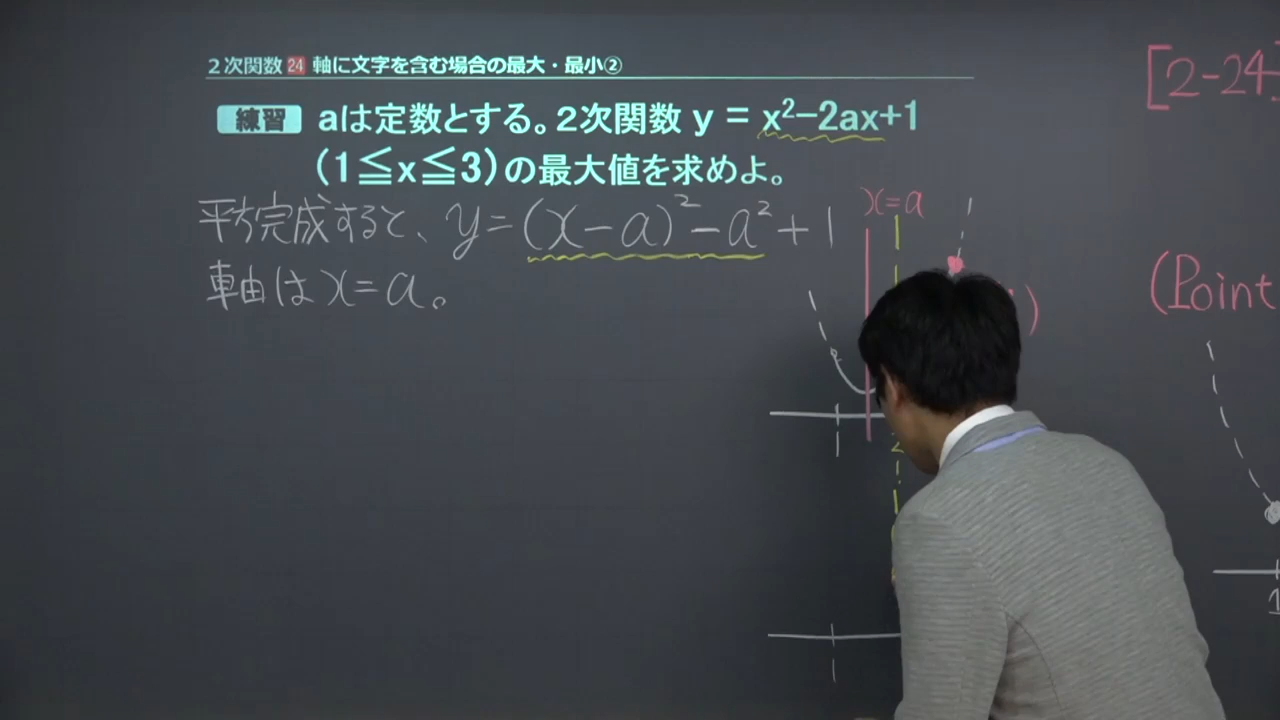 2次関数 24 軸に文字を含む場合の最大・最小②
練習 aは定数とする。2次関数 y = x²−2ax+1
(1≦x≦3)の最大値を求めよ。
平方完成すると、y=(x−a)²−a²+1
軸は x=a。
x=a
[2-24]
(Point
1